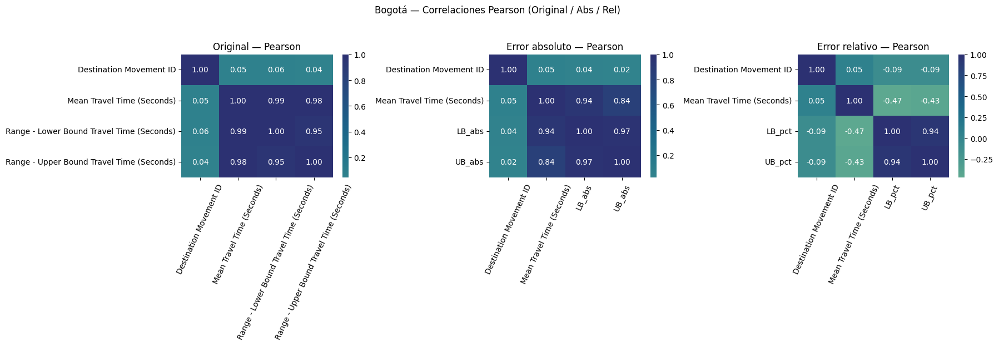 Bogotá — Correlaciones Pearson (Original / Abs / Rel)
Original — Pearson
Destination Movement ID
Mean Travel Time (Seconds)
Range - Lower Bound Travel Time (Seconds)
Range - Upper Bound Travel Time (Seconds)
1.00 0.05 0.06 0.04
0.05 1.00 0.99 0.98
0.06 0.99 1.00 0.95
0.04 0.98 0.95 1.00
1.0
0.8
0.6
0.4
0.2
Destination Movement ID
Mean Travel Time (Seconds)
Range - Lower Bound Travel Time (Seconds)
Range - Upper Bound Travel Time (Seconds)
Error absoluto — Pearson
Destination Movement ID
Mean Travel Time (Seconds)
LB_abs
UB_abs
1.00 0.05 0.04 0.02
0.05 1.00 0.94 0.84
0.04 0.94 1.00 0.97
0.02 0.84 0.97 1.00
1.0
0.8
0.6
0.4
0.2
Destination Movement ID
Mean Travel Time (Seconds)
LB_abs
UB_abs
Error relativo — Pearson
Destination Movement ID
Mean Travel Time (Seconds)
LB_pct
UB_pct
1.00 0.05 -0.09 -0.09
0.05 1.00 -0.47 -0.43
-0.09 -0.47 1.00 0.94
-0.09 -0.43 0.94 1.00
1.00
0.75
0.50
0.25
0.00
−0.25
Destination Movement ID
Mean Travel Time (Seconds)
LB_pct
UB_pct